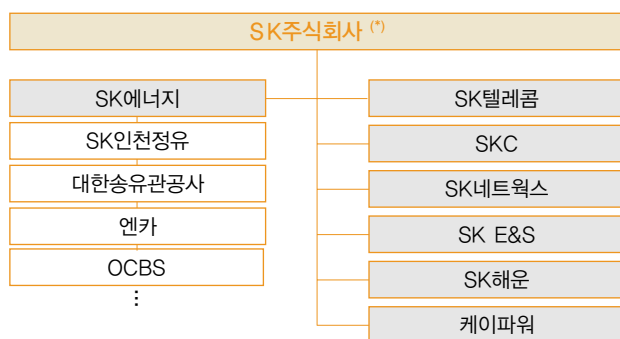 SK주식회사 (*)
SK에너지
SK인천정유
대한송유관공사
엔카
OCBS
⋮
SK텔레콤
SKC
SK네트웍스
SK E&S
SK해운
케이파워